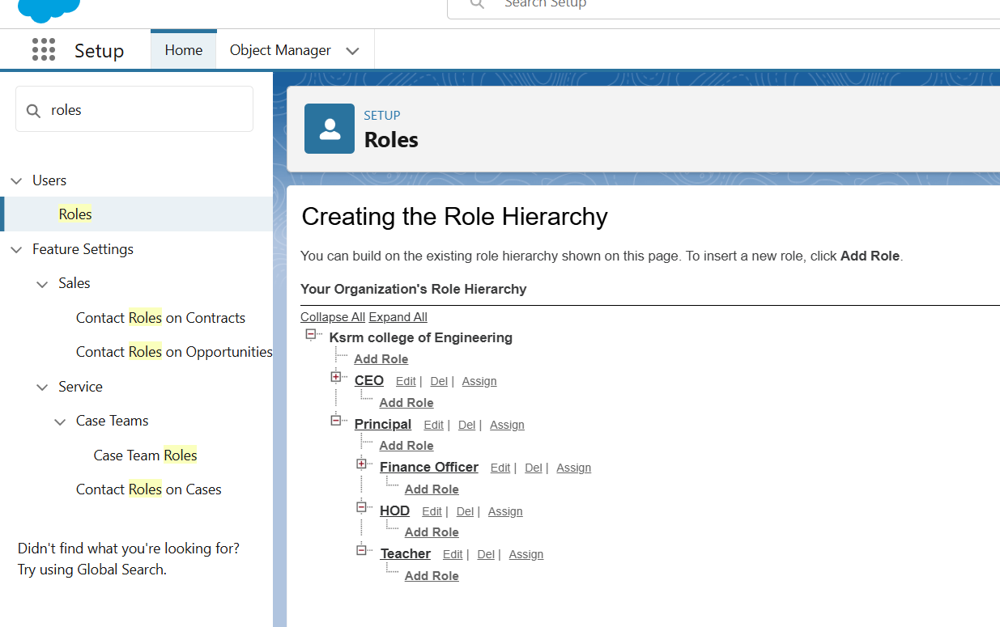 Search Setup
Setup
Home
Object Manager
roles
Users
Roles
Feature Settings
Sales
Contact Roles on Contracts
Contact Roles on Opportunities
Service
Case Teams
Case Team Roles
Contact Roles on Cases
Didn't find what you're looking for?
Try using Global Search.
SETUP
Roles
Creating the Role Hierarchy
You can build on the existing role hierarchy shown on this page. To insert a new role, click Add Role.
Your Organization's Role Hierarchy
Collapse All Expand All
Ksrm college of Engineering
Add Role
CEO Edit | Del | Assign
Add Role
Principal Edit | Del | Assign
Add Role
Finance Officer Edit | Del | Assign
Add Role
HOD Edit | Del | Assign
Add Role
Teacher Edit | Del | Assign
Add Role